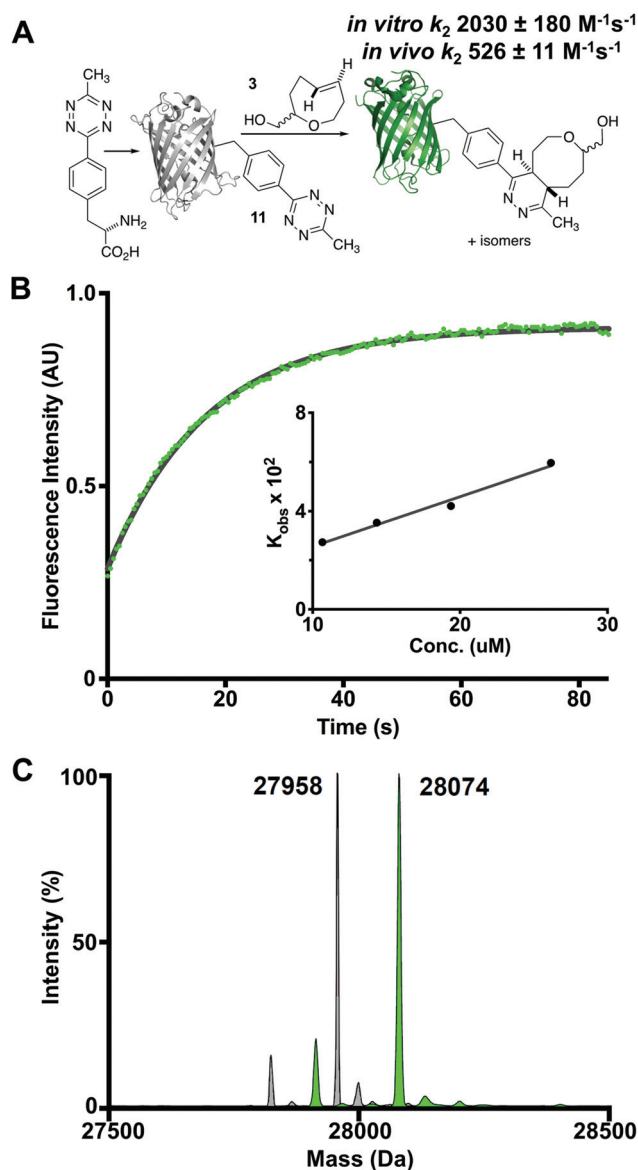 A
in vitro k₂ 2030 ± 180 M⁻¹s⁻¹
in vivo k₂ 526 ± 11 M⁻¹s⁻¹
CH₃
N N
N N
NH₂
CO₂H
3
H
H
HO
O
11
N N
N N
CH₃
OH
O
H
H
N
N
CH₃
+ isomers
B
Fluorescence Intensity (AU)
1.0
0.5
0
0 20 40 60 80
Time (s)
Kobs x 10²
8
4
0
10 20 30
Conc. (uM)
C
Intensity (%)
100
50
0
27958 28074
27500 28000 28500
Mass (Da)